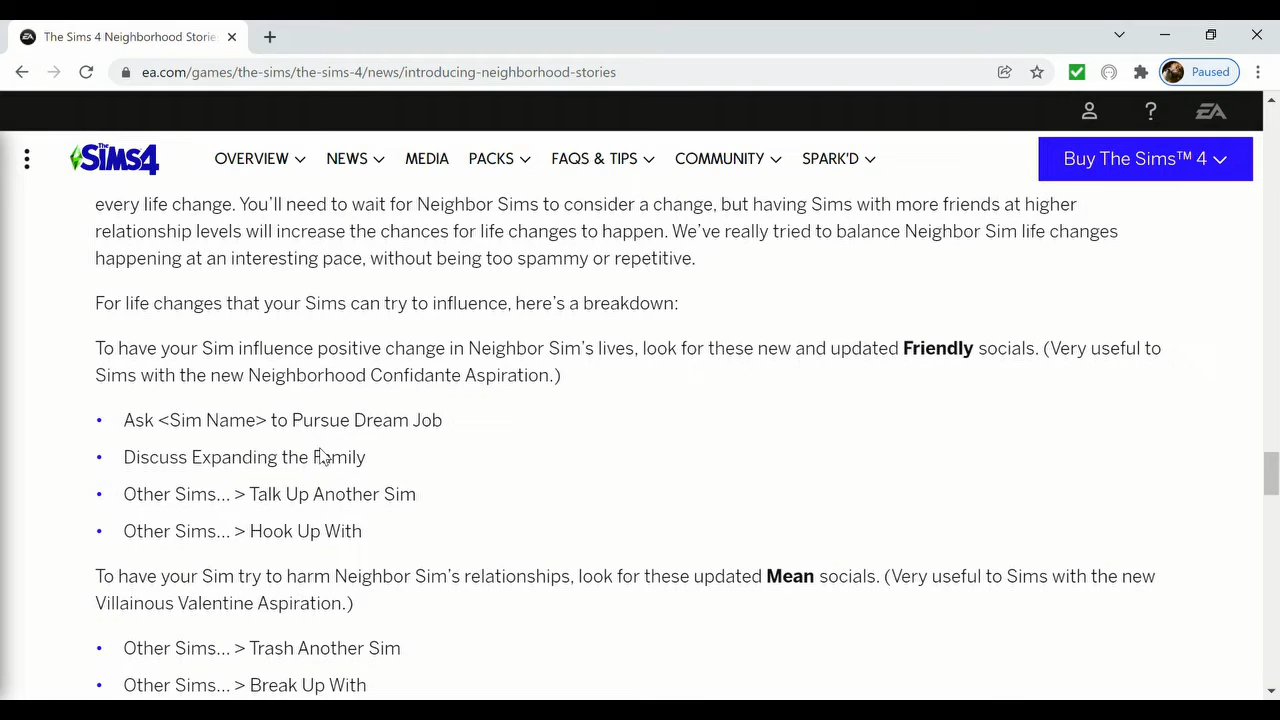 The Sims 4 Neighborhood Storie
ea.com/games/the-sims/the-sims-4/news/introducing-neighborhood-stories
Paused
EA
The SIMS4
OVERVIEW
NEWS
MEDIA
PACKS
FAQS & TIPS
COMMUNITY
SPARK'D
Buy The Sims™ 4
every life change. You'll need to wait for Neighbor Sims to consider a change, but having Sims with more friends at higher
relationship levels will increase the chances for life changes to happen. We've really tried to balance Neighbor Sim life changes
happening at an interesting pace, without being too spammy or repetitive.
For life changes that your Sims can try to influence, here's a breakdown:
To have your Sim influence positive change in Neighbor Sim's lives, look for these new and updated Friendly socials. (Very useful to
Sims with the new Neighborhood Confidante Aspiration.)
• Ask <Sim Name> to Pursue Dream Job
• Discuss Expanding the Family
• Other Sims... > Talk Up Another Sim
• Other Sims... > Hook Up With
To have your Sim try to harm Neighbor Sim's relationships, look for these updated Mean socials. (Very useful to Sims with the new
Villainous Valentine Aspiration.)
• Other Sims... > Trash Another Sim
• Other Sims... > Break Up With